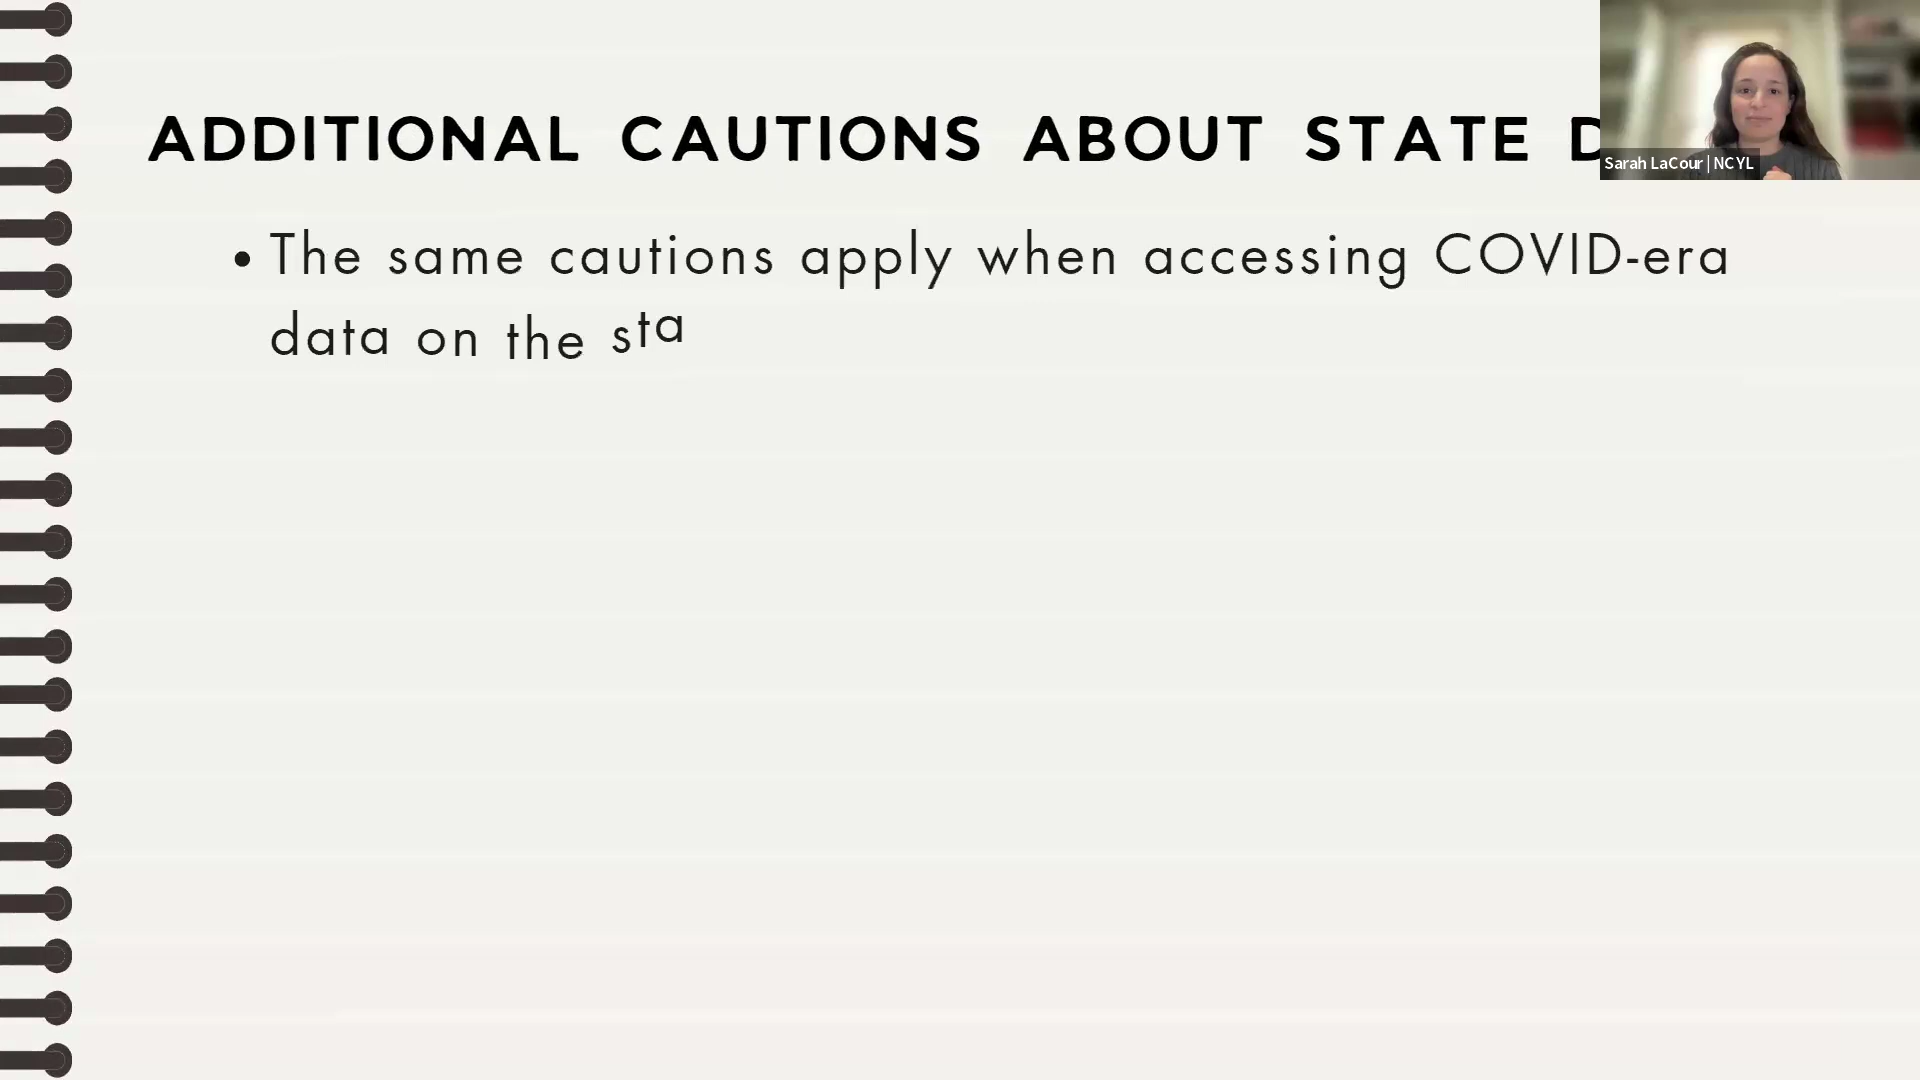 ADDITIONAL CAUTIONS ABOUT STATE D
Sarah LaCour | NCYL
• The same cautions apply when accessing COVID-era
data on the sta